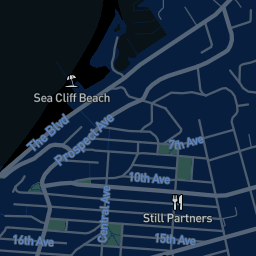 Sea Cliff Beach
The Blvd
Prospect Ave
7th Ave
10th Ave
Central Ave
Still Partners
16th Ave
15th Ave